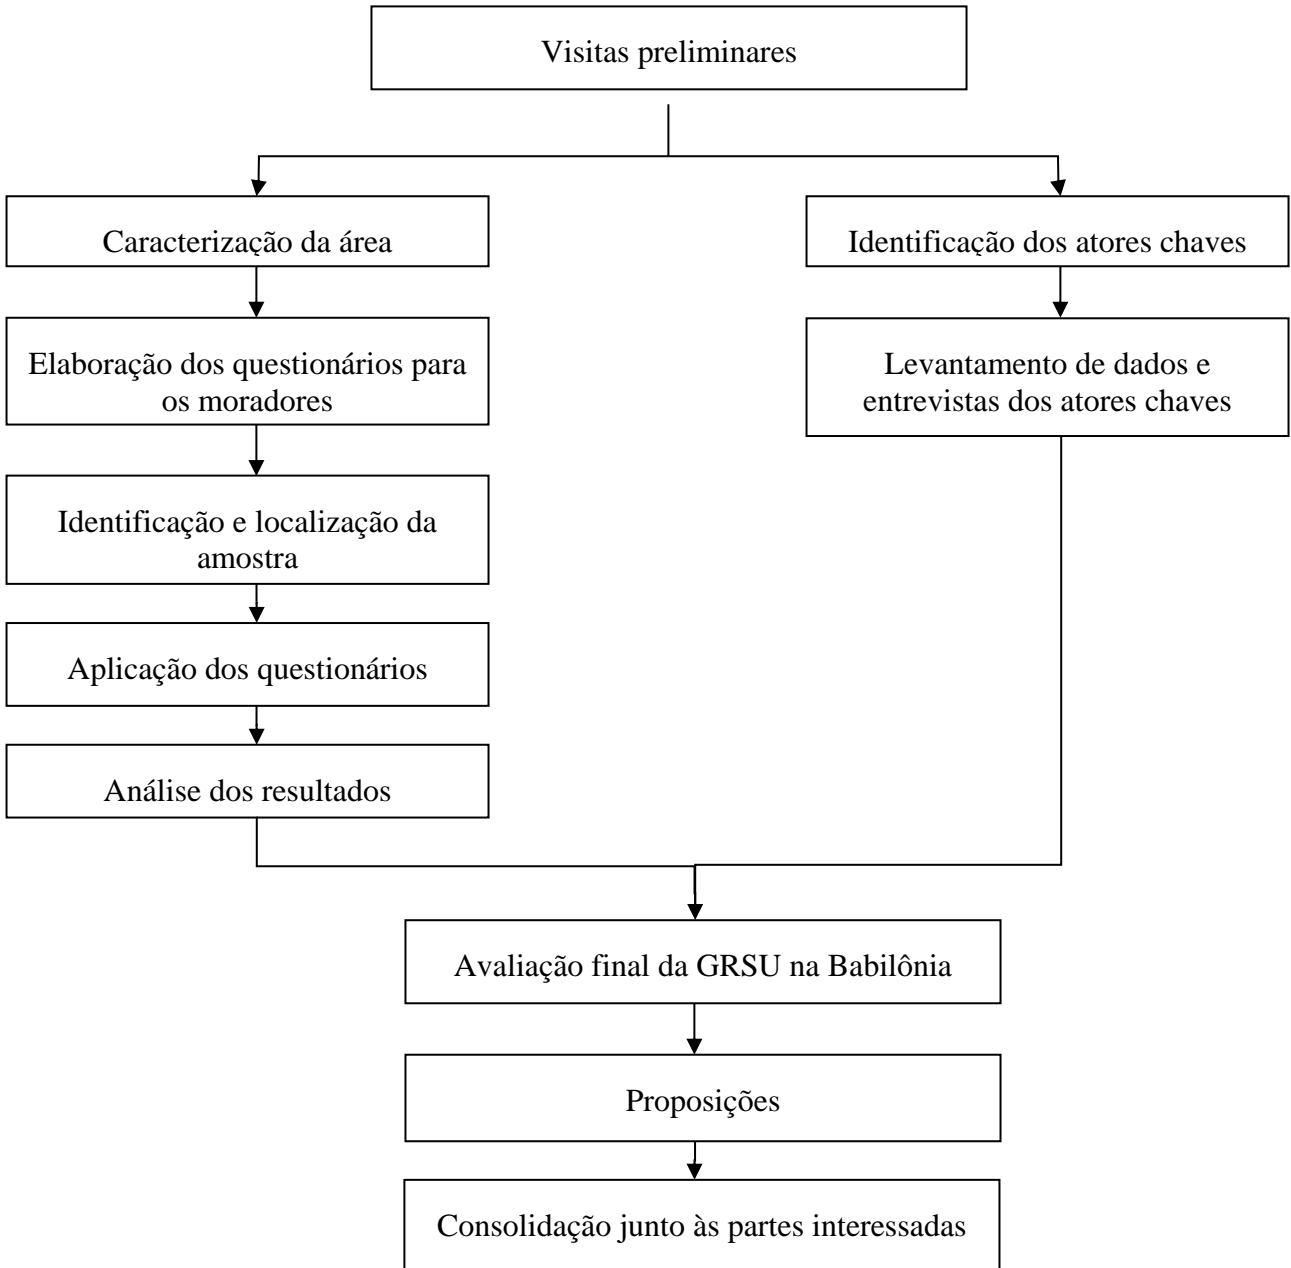 Visitas preliminares
Caracterização da área
Identificação dos atores chaves
Elaboração dos questionários para
os moradores
Levantamento de dados e
entrevistas dos atores chaves
Identificação e localização da
amostra
Aplicação dos questionários
Análise dos resultados
Avaliação final da GRSU na Babilônia
Proposições
Consolidação junto às partes interessadas